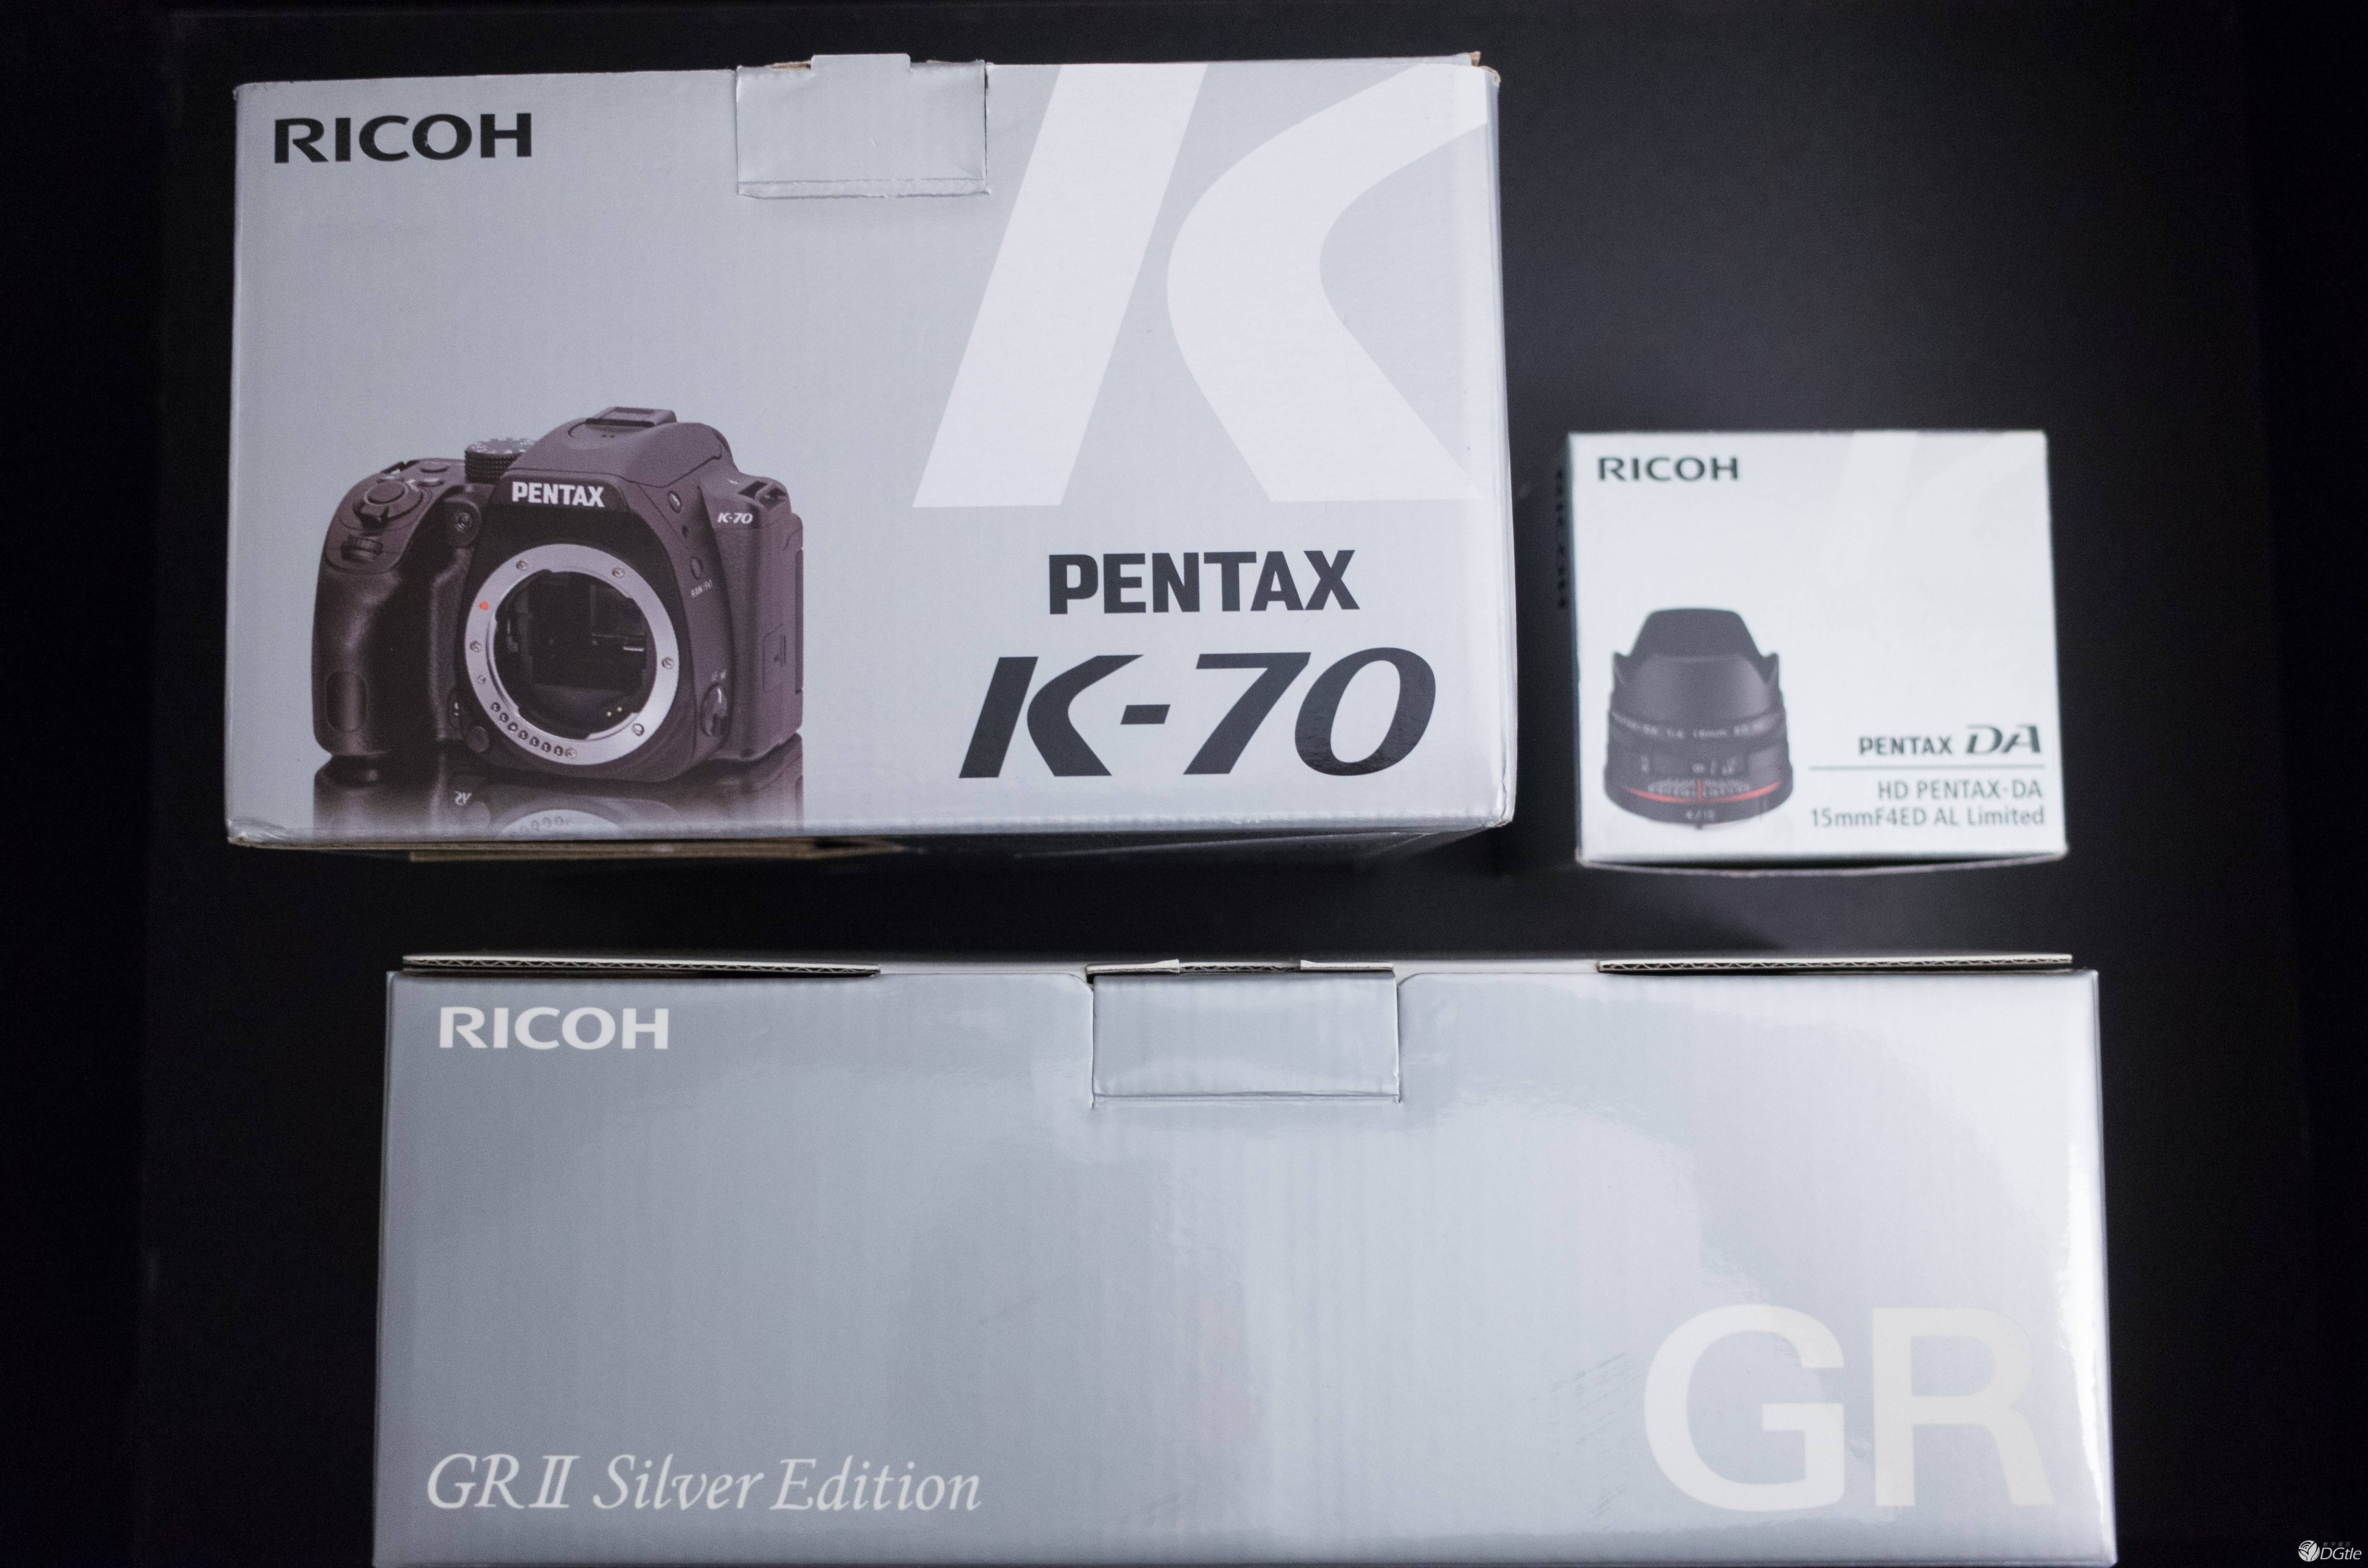 RICOH
PENTAX
K-70
PENTAX
K-70
RICOH
PENTAX DA
HD PENTAX-DA
15mmF4ED AL Limited
RICOH
GR
GR II Silver Edition
DGtle